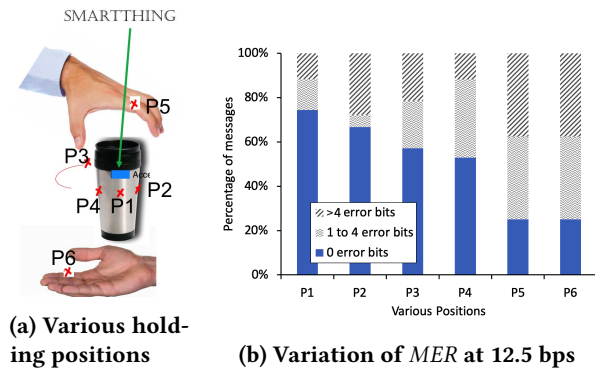 SMARTTHING
P5
P3
Acce
P4
P1
P2
P6
(a) Various hold-
ing positions
100%
80%
60%
40%
20%
0%
Percentage of messages
>4 error bits
1 to 4 error bits
0 error bits
P1 P2 P3 P4 P5 P6
Various Positions
(b) Variation of MER at 12.5 bps